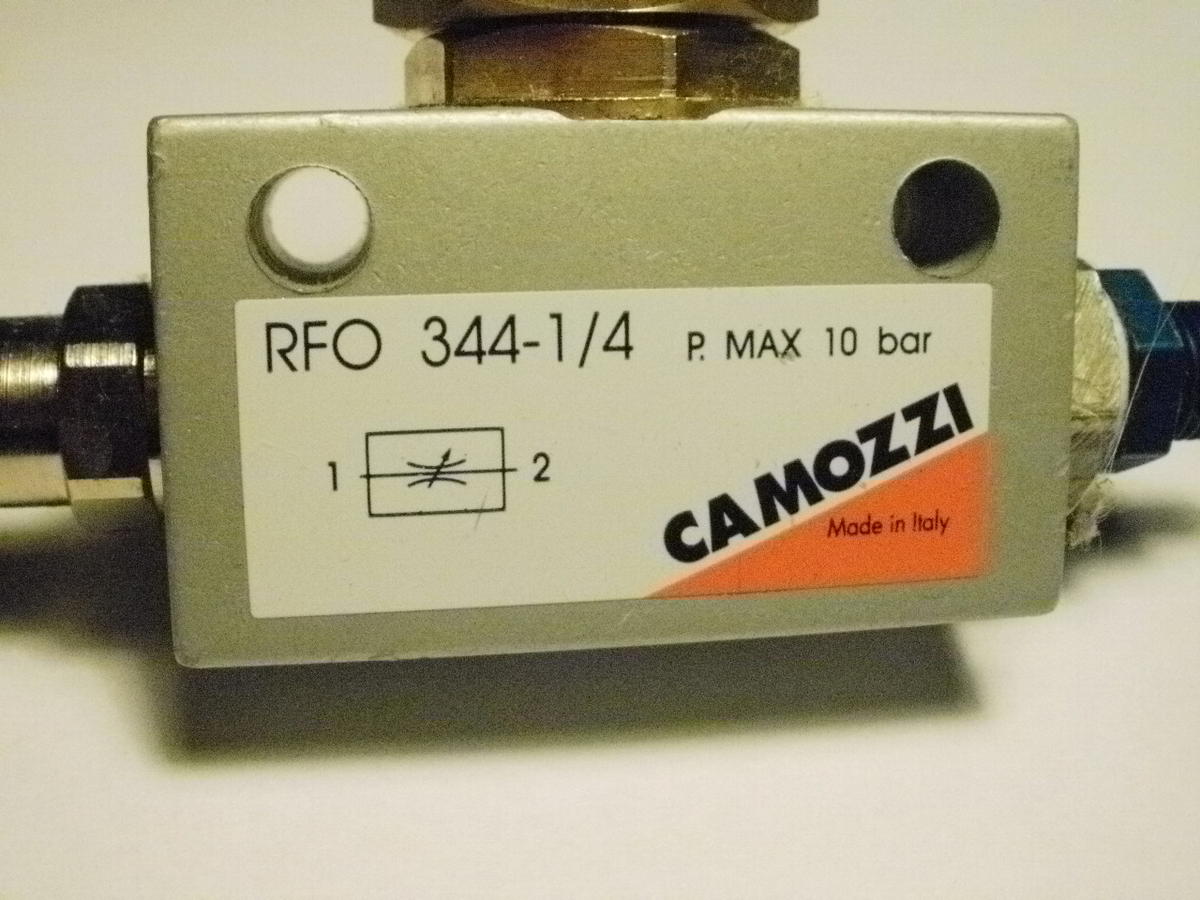 RFO 344-1/4 P. MAX 10 bar
1 2
CAMOZZI
Made in Italy